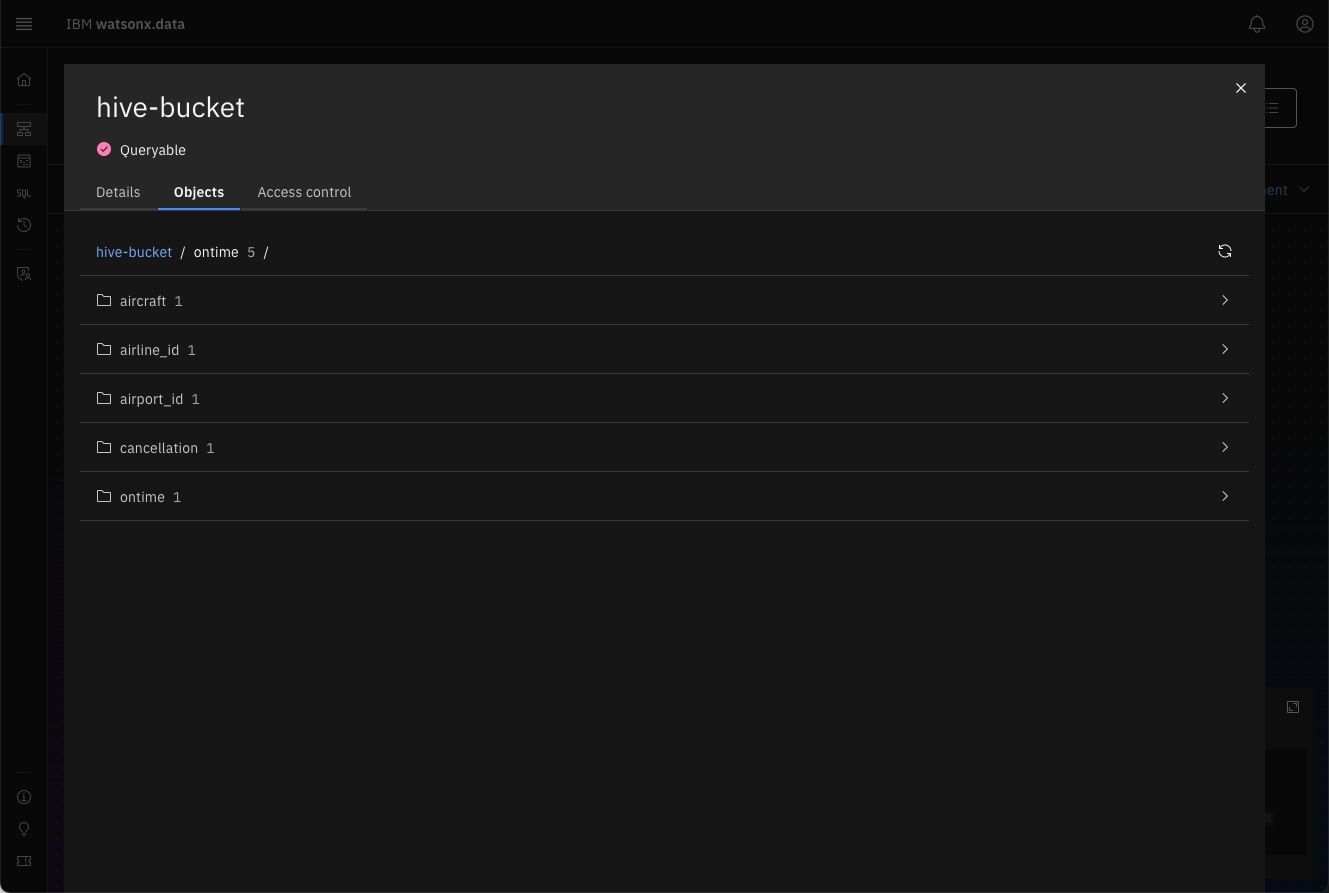 IBM watsonx.data
hive-bucket
Queryable
Details Objects Access control
hive-bucket / ontime 5 /
aircraft 1
airline_id 1
airport_id 1
cancellation 1
ontime 1
SQL